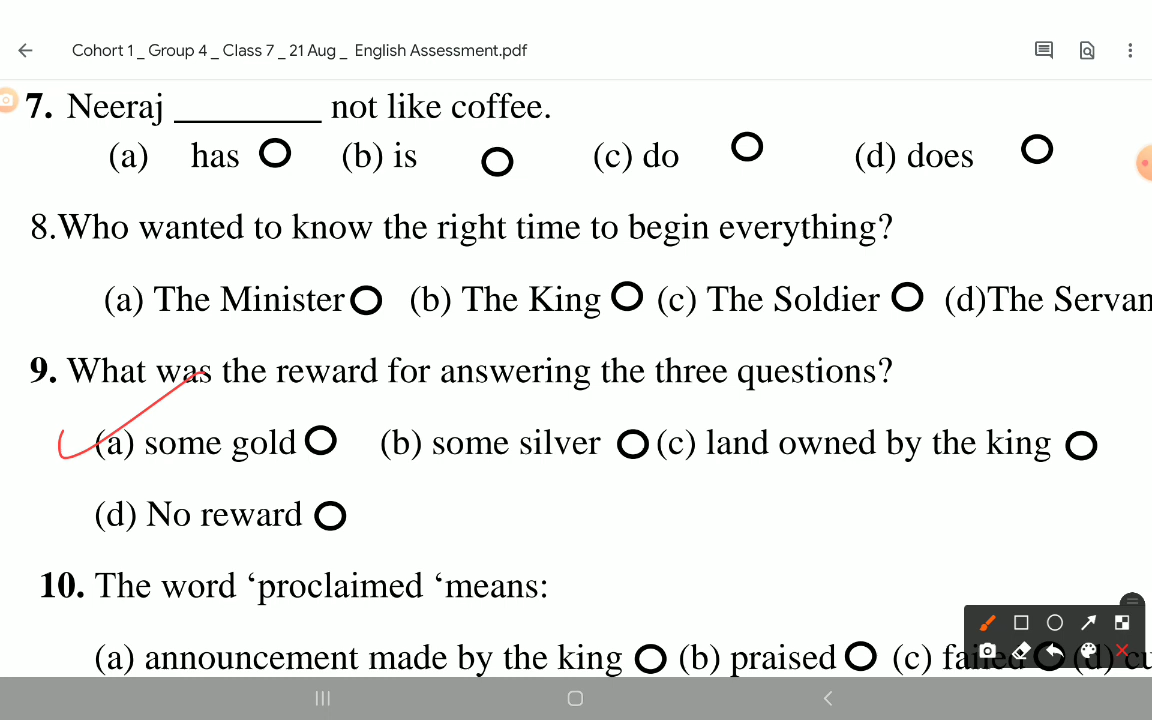 Cohort 1 _ Group 4 _ Class 7 _ 21 Aug _ English Assessment.pdf
7. Neeraj ________ not like coffee.
(a) has (b) is (c) do (d) does
8.Who wanted to know the right time to begin everything?
(a) The Minister (b) The King (c) The Soldier (d)The Servan
9. What was the reward for answering the three questions?
(a) some gold (b) some silver (c) land owned by the king
(d) No reward
10. The word ‘proclaimed ‘means:
(a) announcement made by the king (b) praised (c) failed (d) cu